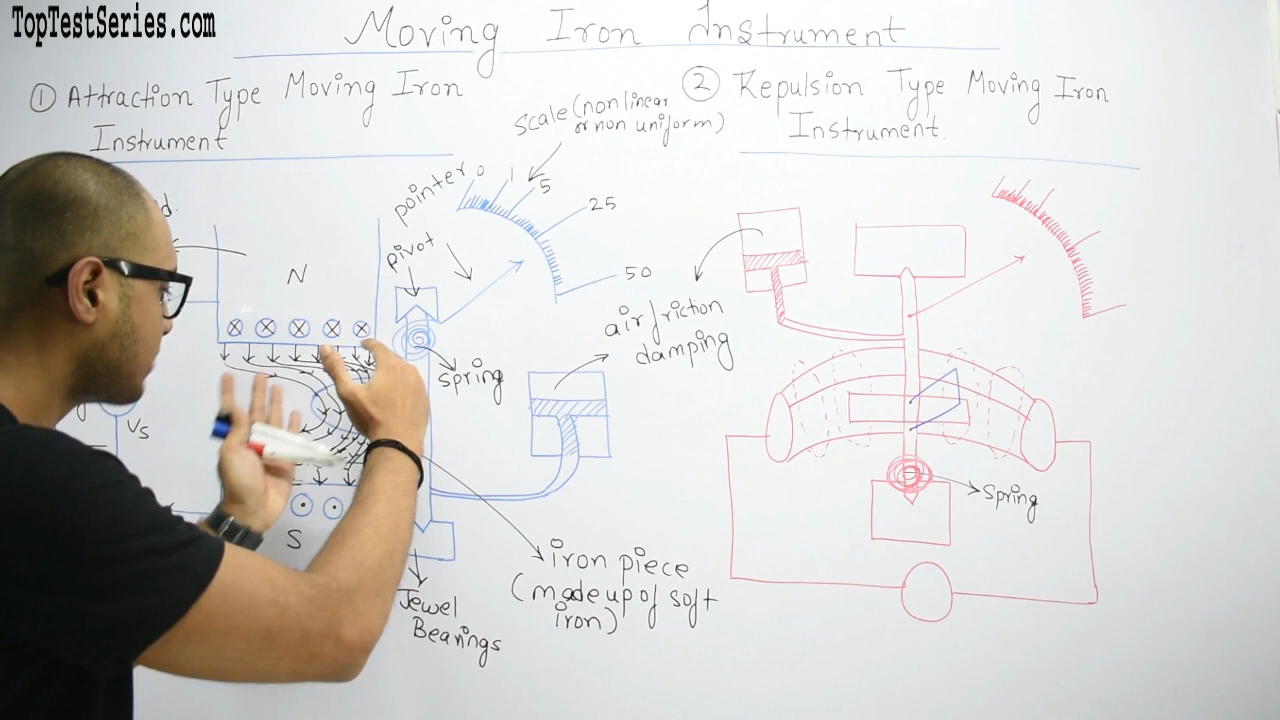 TopTestSeries.com
Moving Iron Instrument
① Attraction Type Moving Iron
Instrument
② Repulsion Type Moving Iron
Instrument.
scale (nonlinear
or non uniform)
0
1
5
25
50
pointer
pivot
N
spring
air friction
damping
Vs
S
iron piece
(made up of soft
iron)
Jewel
Bearings
Spring